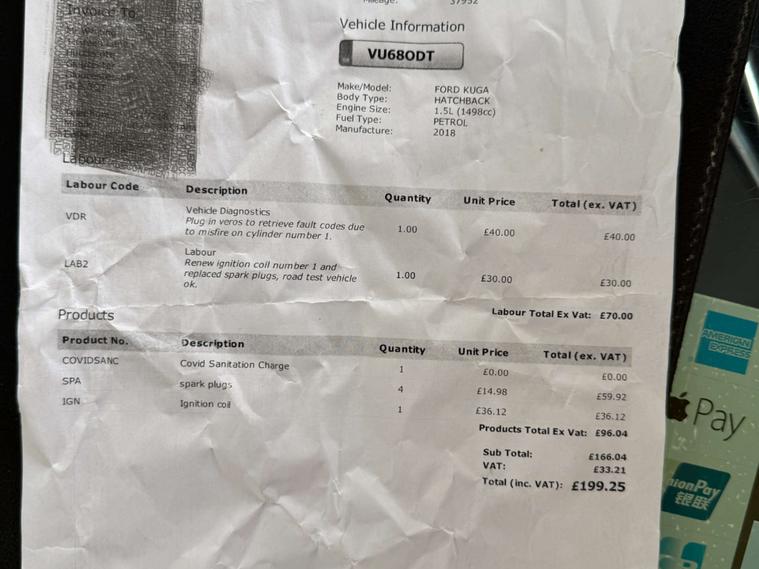 Mileage: 37952
Invoice To
Vehicle Information
VU68ODT
Make/Model: FORD KUGA
Body Type: HATCHBACK
Engine Size: 1.5L (1498cc)
Fuel Type: PETROL
Manufacture: 2018
Labour
Labour Code Description Quantity Unit Price Total (ex. VAT)
VDR Vehicle Diagnostics 1.00 £40.00 £40.00
Plug in veros to retrieve fault codes due
to misfire on cylinder number 1.
LAB2 Labour 1.00 £30.00 £30.00
Renew ignition coil number 1 and
replaced spark plugs, road test vehicle
ok.
Labour Total Ex Vat: £70.00
Products
Product No. Description Quantity Unit Price Total (ex. VAT)
COVIDSANC Covid Sanitation Charge 1 £0.00 £0.00
SPA spark plugs 4 £14.98 £59.92
IGN Ignition coil 1 £36.12 £36.12
Products Total Ex Vat: £96.04
Sub Total: £166.04
VAT: £33.21
Total (inc. VAT): £199.25
AMERICAN
EXPRESS
Pay
UnionPay
银联